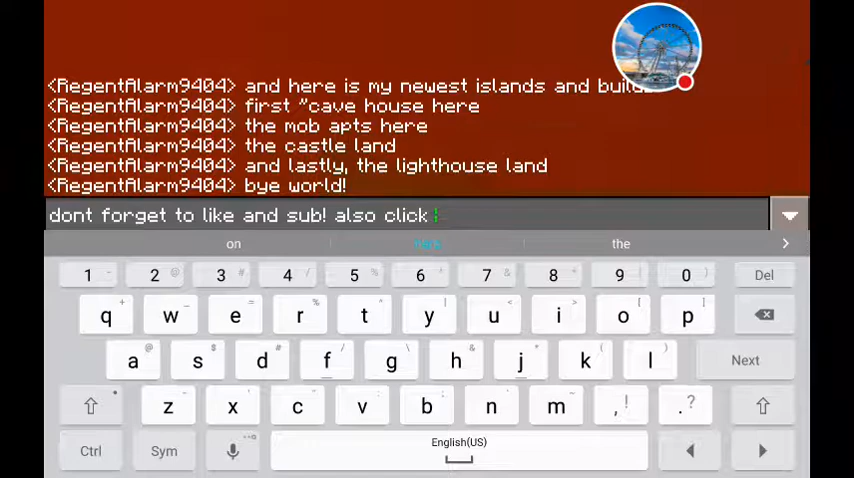 <RegentAlarm9404> and here is my newest islands and build
<RegentAlarm9404> first "cave house here
<RegentAlarm9404> the mob apts here
<RegentAlarm9404> the castle land
<RegentAlarm9404> and lastly, the lighthouse land
<RegentAlarm9404> bye world!
dont forget to like and sub! also click
on the
1 2 3 4 5 6 7 8 9 0 Del
q w e r t y u i o p
a s d f g h j k l Next
z x c v b n m , ! . ?
Ctrl Sym English(US)